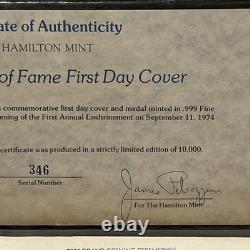 te of Authenticity
HAMILTON MINT
of Fame First Day Cover
s commemorative first day cover and medal minted in .999 Fine
ening of the First Annual Enshrinement on September 11, 1974
certificate was produced in a strictly limited edition of 10,000.
346
Serial Number
James
For The Hamilton Mint